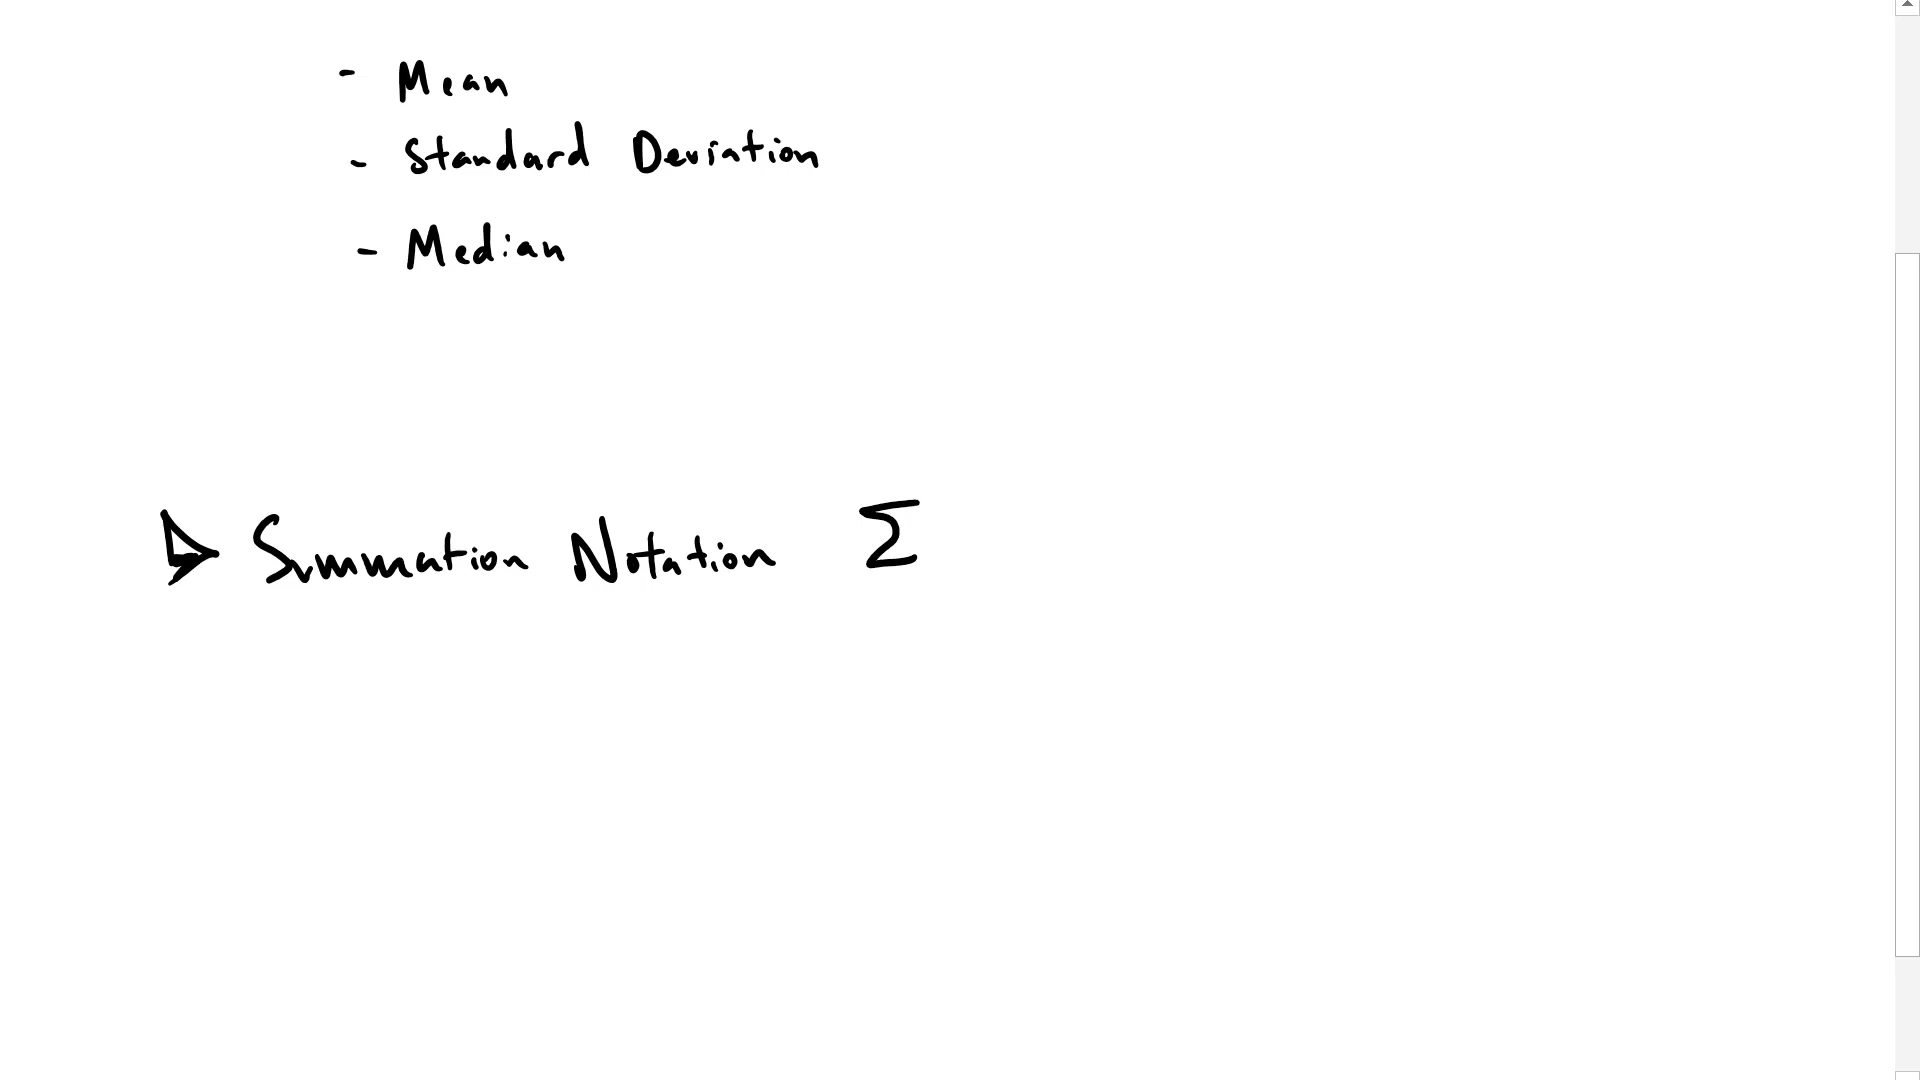 - Mean
- Standard Deviation
- Median
Summation Notation Σ